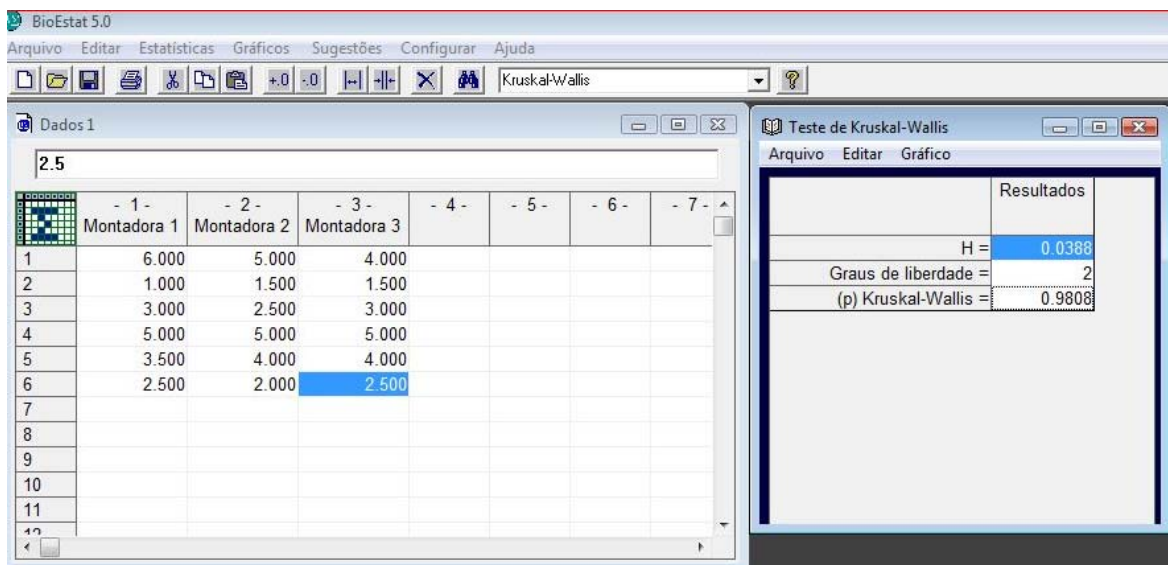 BioEstat 5.0
Arquivo Editar Estatísticas Gráficos Sugestões Configurar Ajuda
+.0 -.0 Kruskal-Wallis
Dados 1
2.5
- 1 - - 2 - - 3 - - 4 - - 5 - - 6 - - 7 -
Montadora 1 Montadora 2 Montadora 3
1 6.000 5.000 4.000
2 1.000 1.500 1.500
3 3.000 2.500 3.000
4 5.000 5.000 5.000
5 3.500 4.000 4.000
6 2.500 2.000 2.500
7
8
9
10
11
12
Teste de Kruskal-Wallis
Arquivo Editar Gráfico
Resultados
H = 0.0388
Graus de liberdade = 2
(p) Kruskal-Wallis = 0.9808